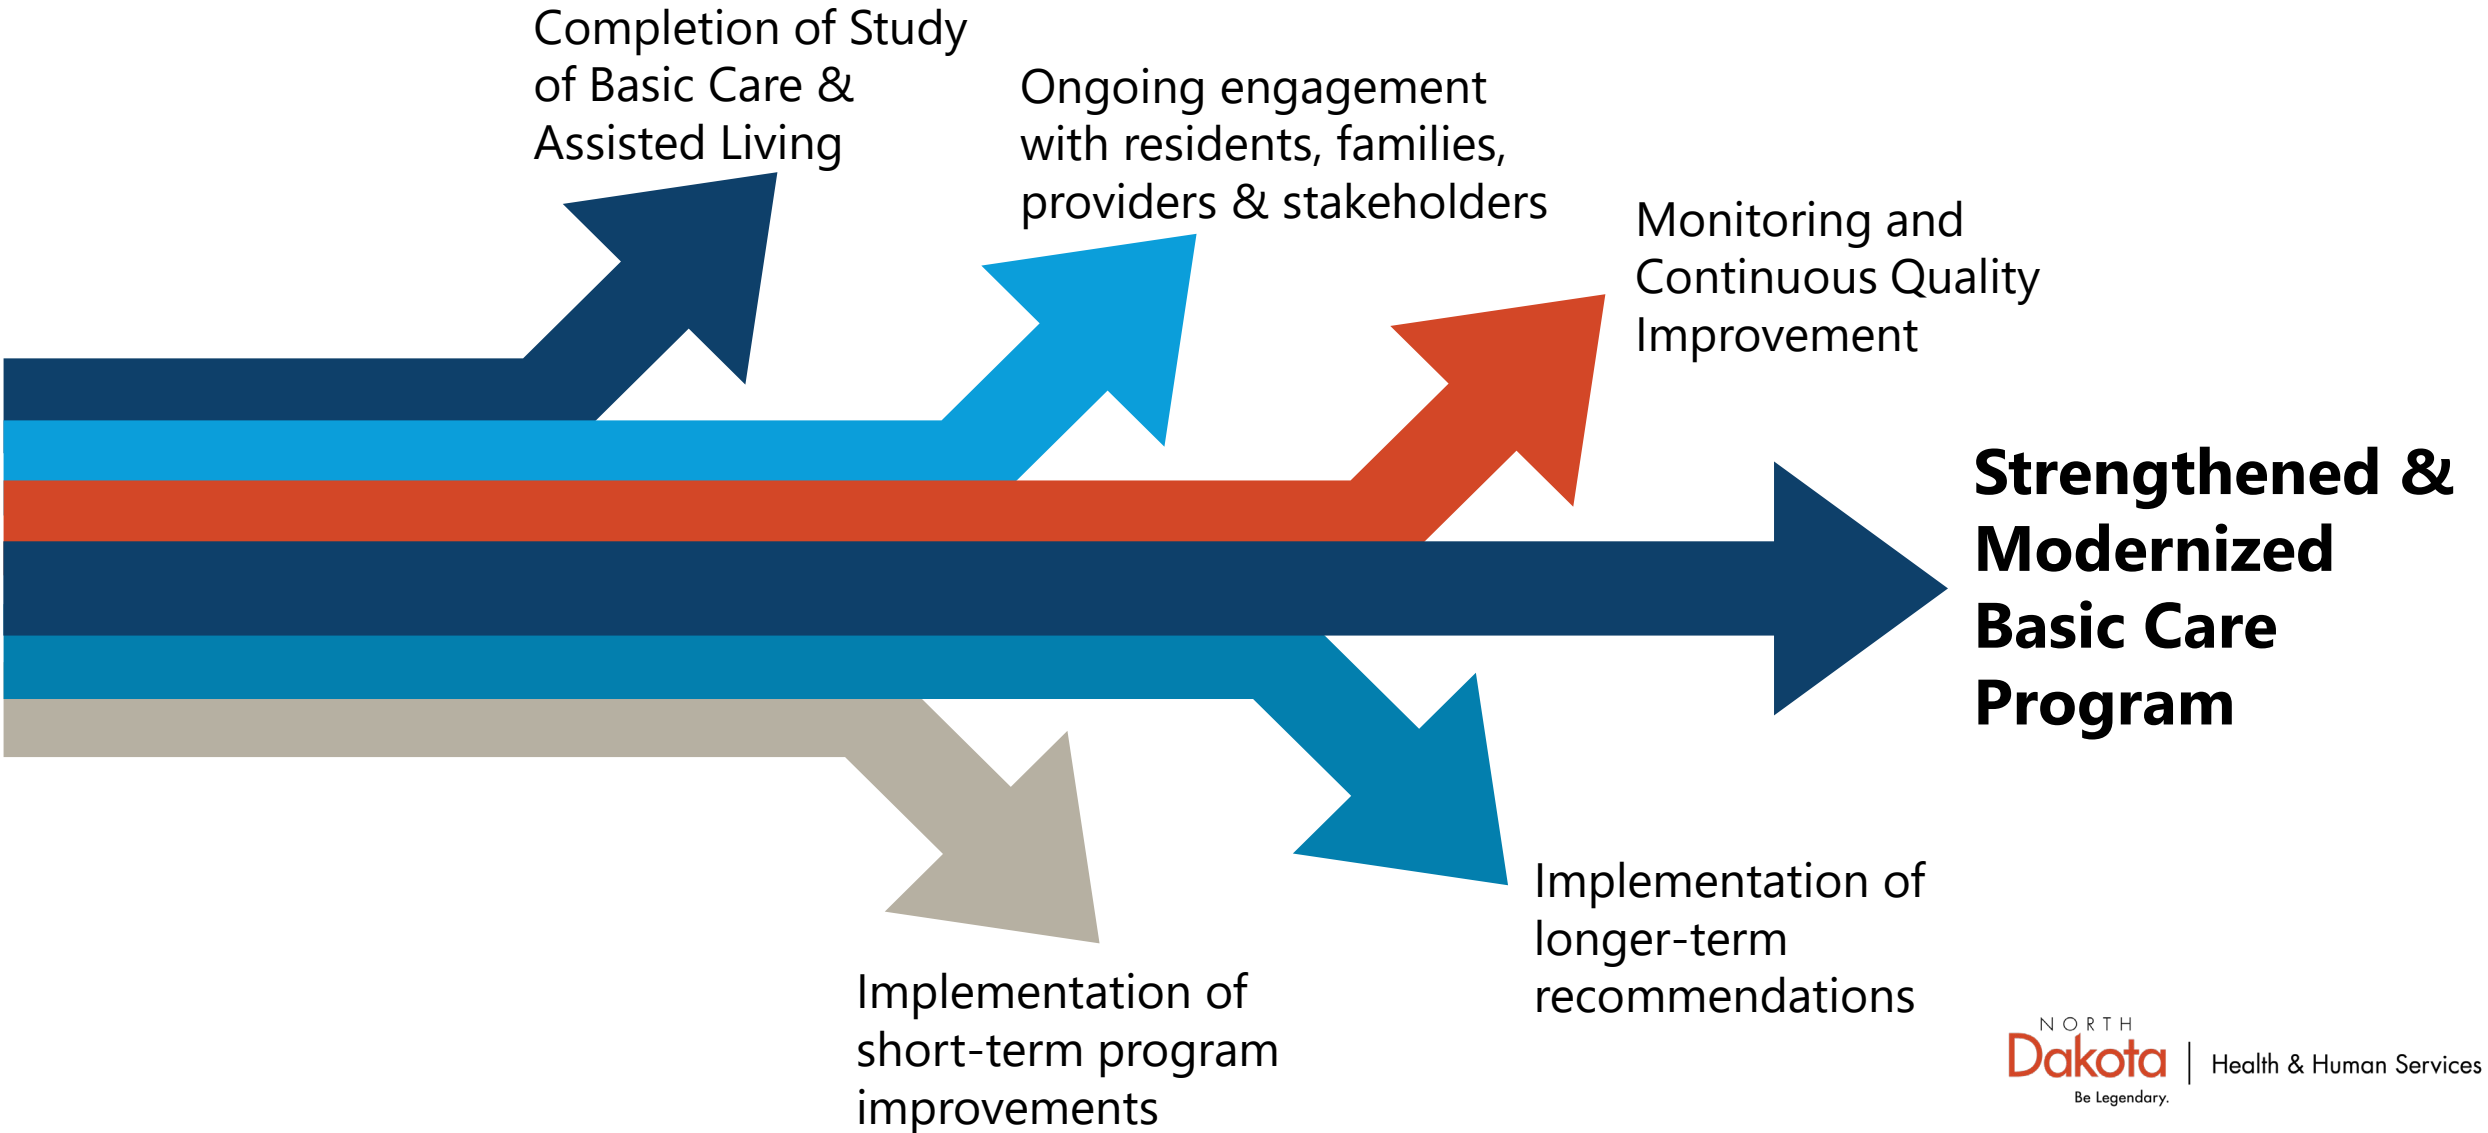 Completion of Study
of Basic Care &
Assisted Living
Ongoing engagement
with residents, families,
providers & stakeholders
Monitoring and
Continuous Quality
Improvement
Strengthened &
Modernized
Basic Care
Program
Implementation of
longer-term
recommendations
Implementation of
short-term program
improvements
NORTH
Dakota
Be Legendary.
Health & Human Services